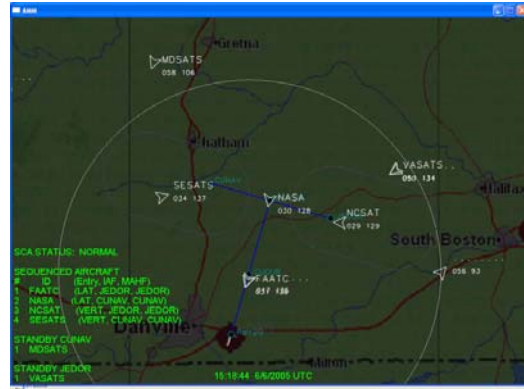 Gretna
MDSATS
058 106
Chatham
VASATS..
050 134
SESATS
034 137
CUNAV
NASA
030 128
Halifax
NCSAT
029 129
South Boston
056 93
FAATC...
SCA STATUS: NORMAL
SEQUENCED AIRCRAFT
# ID (Entry, IAF, MAHF)
1 FAATC (LAT, JEDOR, JEDOR)
2 NASA (LAT, CUNAV, CUNAV)
3 NCSAT (VERT, JEDOR, JEDOR)
4 SESATS (VERT, CUNAV, CUNAV)
Danville
STANDBY CUNAV
1 MDSATS
Milton
STANDBY JEDOR
1 VASATS
15:18:44 6/6/2005 UTC